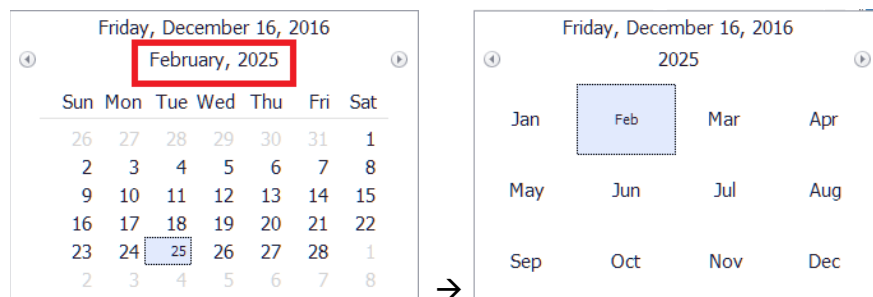 Friday, December 16, 2016
February, 2025
Sun Mon Tue Wed Thu Fri Sat
26 27 28 29 30 31 1
2 3 4 5 6 7 8
9 10 11 12 13 14 15
16 17 18 19 20 21 22
23 24 25 26 27 28 1
2 3 4 5 6 7 8
→
Friday, December 16, 2016
2025
Jan Feb Mar Apr
May Jun Jul Aug
Sep Oct Nov Dec